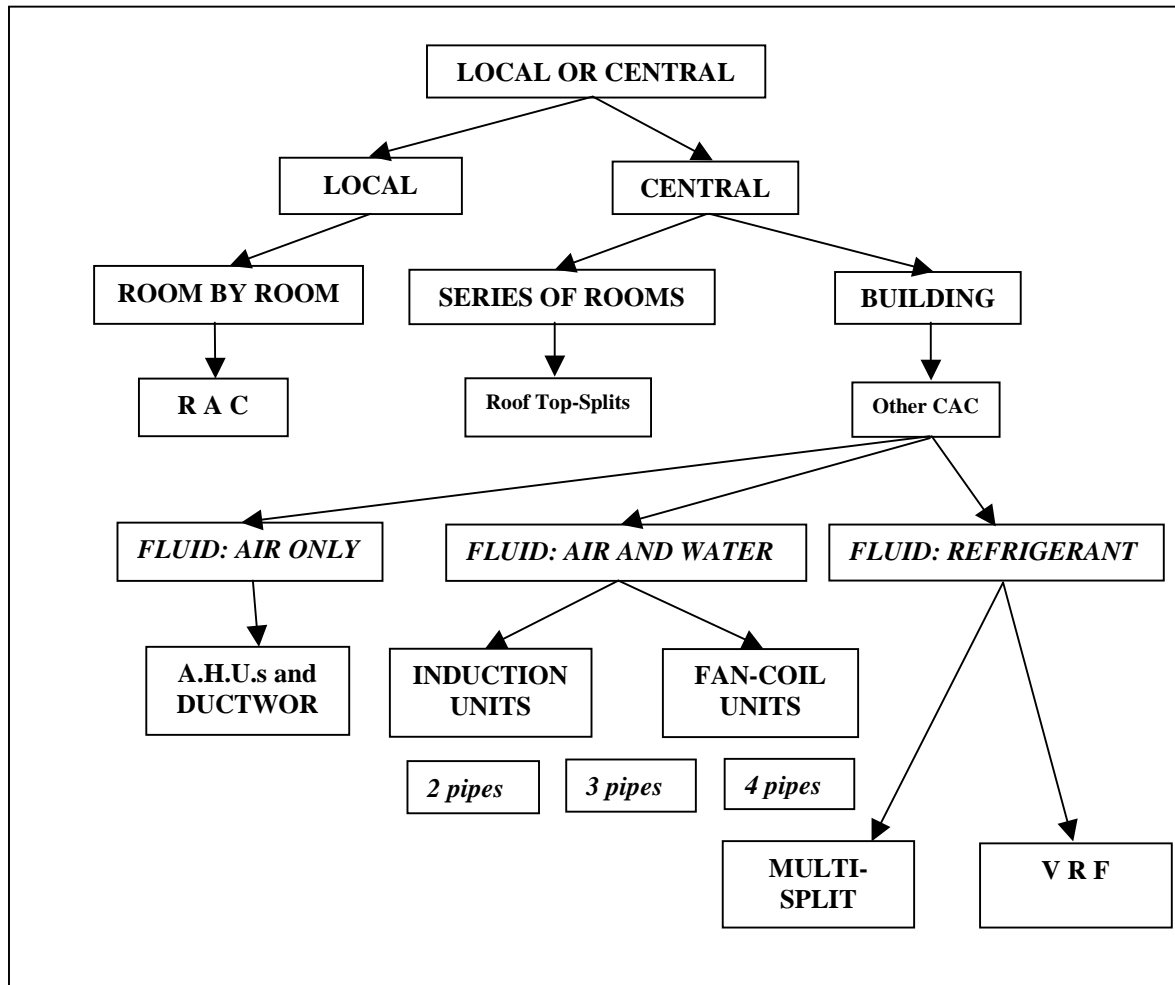 LOCAL OR CENTRAL
LOCAL
CENTRAL
ROOM BY ROOM
SERIES OF ROOMS
BUILDING
R A C
Roof Top-Splits
Other CAC
FLUID: AIR ONLY
FLUID: AIR AND WATER
FLUID: REFRIGERANT
A.H.U.s and
DUCTWOR
INDUCTION
UNITS
FAN-COIL
UNITS
2 pipes
3 pipes
4 pipes
MULTI-
SPLIT
V R F